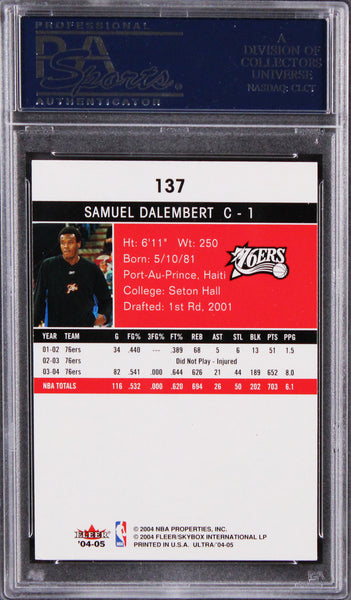 PROFESSIONAL
PSA
Sports
AUTHENTICATOR
A
DIVISION OF
COLLECTORS
UNIVERSE
NASDAQ: CLCT
137
SAMUEL DALEMBERT C - 1
Ht: 6'11" Wt: 250
Born: 5/10/81
Port-Au-Prince, Haiti
College: Seton Hall
Drafted: 1st Rd, 2001
76ERS
YEAR TEAM G FG% 3FG% FT% REB AST STL BLK PTS PPG
01-02 76ers 34 .440 --- .389 68 5 6 13 51 1.5
02-03 76ers Did Not Play - Injured
03-04 76ers 82 .541 .000 .644 626 21 44 189 652 8.0
NBA TOTALS 116 .532 .000 .620 694 26 50 202 703 6.1
FLEER
'04-05
NBA
© 2004 NBA PROPERTIES, INC.
© 2004 FLEER/SKYBOX INTERNATIONAL LP
PRINTED IN U.S.A. ULTRA '04-05